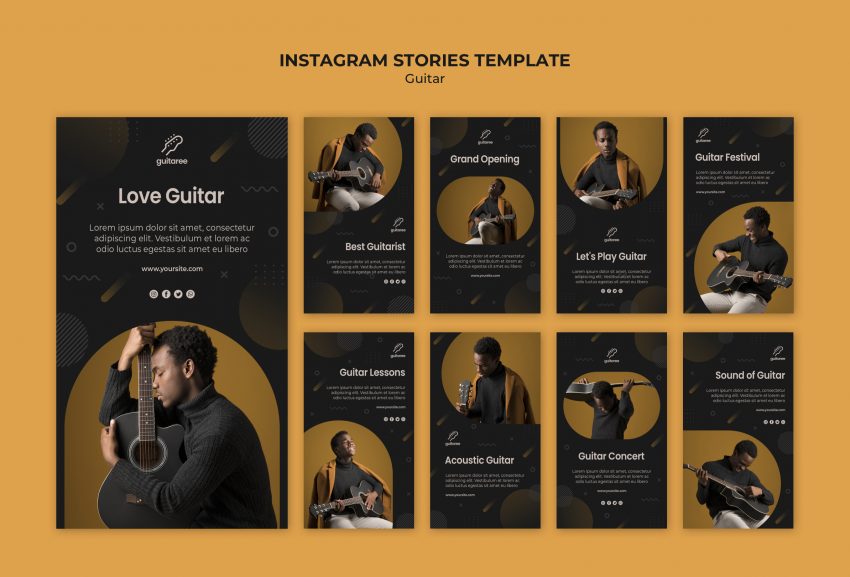 INSTAGRAM STORIES TEMPLATE
Guitar
guitaree
Love Guitar
Lorem ipsum dolor sit amet, consectetur
adipiscing elit. Vestibulum et lorem ac
odio luctus egestas sit amet eu libero
www.yoursite.com
guitaree
Best Guitarist
Lorem ipsum dolor sit amet, consectetur
adipiscing elit. Vestibulum et lorem ac
odio luctus egestas sit amet eu libero
www.yoursite.com
guitaree
Grand Opening
Lorem ipsum dolor sit amet, consectetur
adipiscing elit. Vestibulum et lorem ac
odio luctus egestas sit amet eu libero
www.yoursite.com
guitaree
Let's Play Guitar
Lorem ipsum dolor sit amet, consectetur
adipiscing elit. Vestibulum et lorem ac
odio luctus egestas sit amet eu libero
www.yoursite.com
guitaree
Guitar Festival
Lorem ipsum dolor sit amet, consectetur
adipiscing elit. Vestibulum et lorem ac
odio luctus egestas sit amet eu libero
www.yoursite.com
guitaree
Guitar Lessons
Lorem ipsum dolor sit amet, consectetur
adipiscing elit. Vestibulum et lorem ac
odio luctus egestas sit amet eu libero
www.yoursite.com
guitaree
Acoustic Guitar
Lorem ipsum dolor sit amet, consectetur
adipiscing elit. Vestibulum et lorem ac
odio luctus egestas sit amet eu libero
www.yoursite.com
guitaree
Guitar Concert
Lorem ipsum dolor sit amet, consectetur
adipiscing elit. Vestibulum et lorem ac
odio luctus egestas sit amet eu libero
www.yoursite.com
guitaree
Sound of Guitar
Lorem ipsum dolor sit amet, consectetur
adipiscing elit. Vestibulum et lorem ac
odio luctus egestas sit amet eu libero
www.yoursite.com